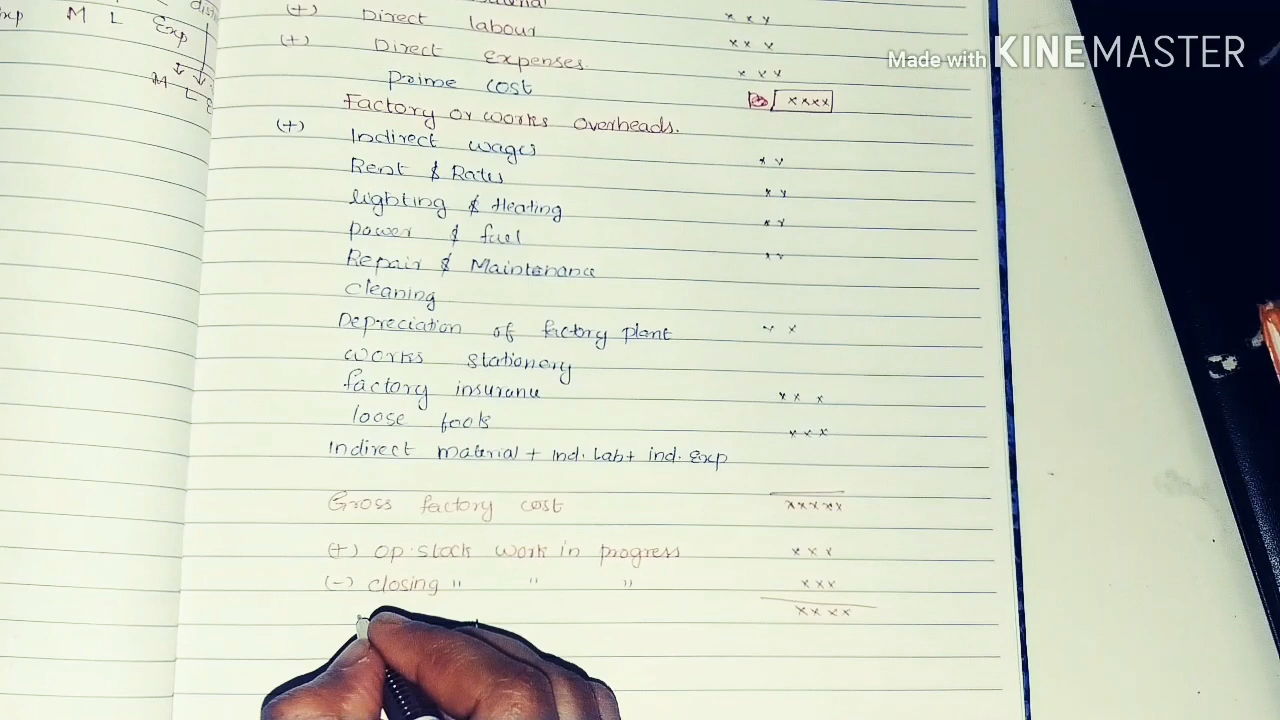 M L Exp
M L
(+) Direct labour xxx
(+) Direct expenses xxx
xxx
Prime cost xxxx
Factory or works overheads.
(+) Indirect wages xx
Rent & Rates xx
lighting & Heating xx
power & fuel xx
Repair & Maintenance
cleaning
Depreciation of factory plant xx
works stationery
factory insurance xxx
loose tools xxx
Indirect material + ind. Lab+ ind. Exp
Gross factory cost xxxxx
(+) op. stock work in progress xxx
(-) closing " " " xxx
xxxx
Made with KINEMASTER